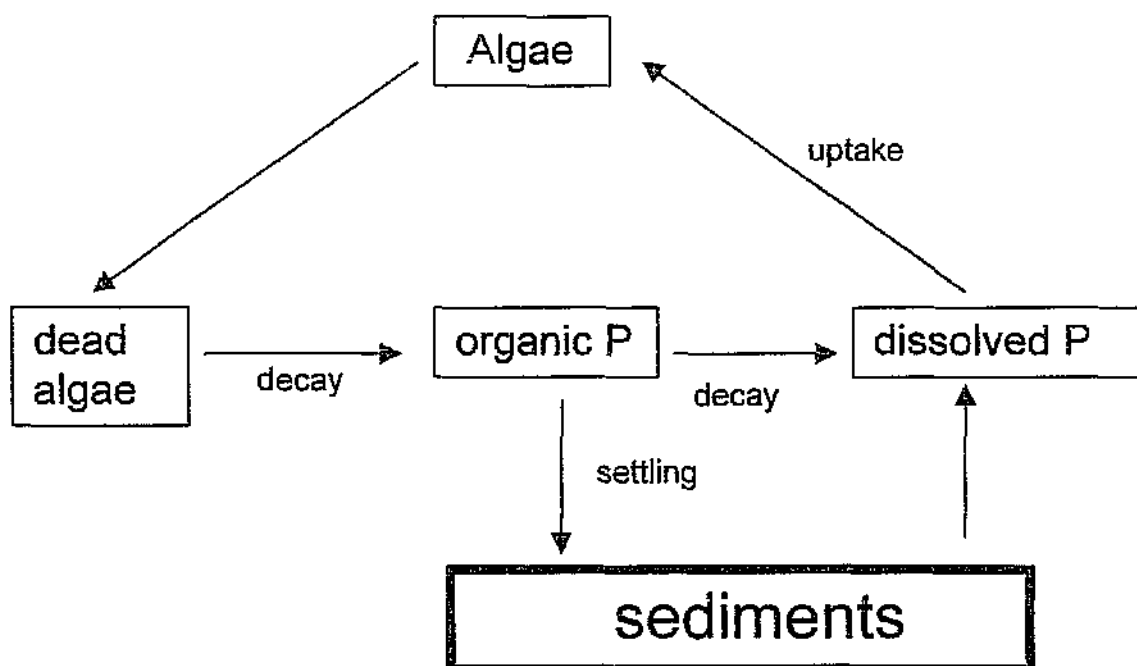 Algae
uptake
dead
algae
decay
organic P
decay
dissolved P
settling
sediments